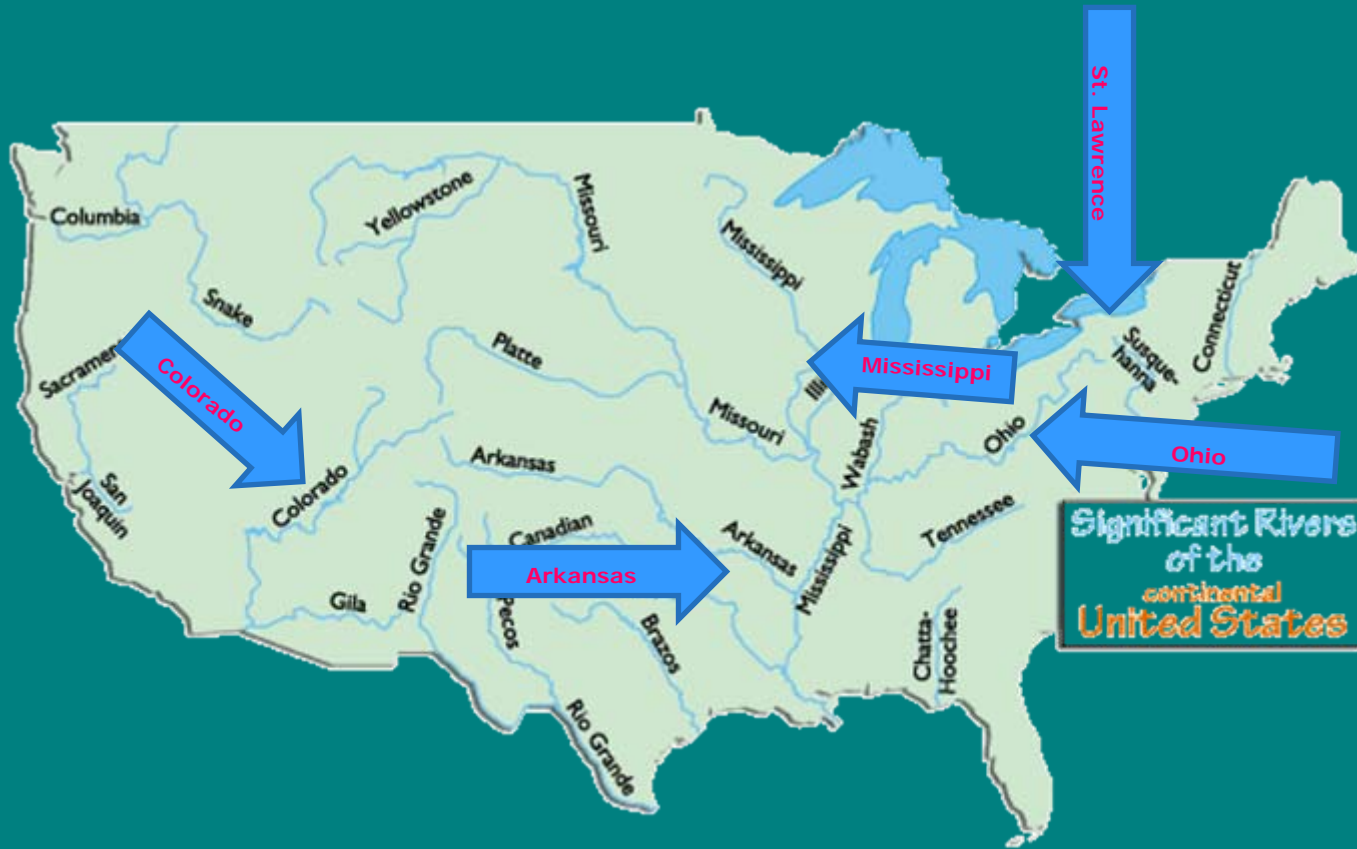 St. Lawrence
Columbia
Yellowstone
Missouri
Mississippi
Connecticut
Snake
Susque-
hanna
Platte
Mississippi
Colorado
Missouri
Ohio
Ohio
Wabash
Arkansas
San
Joaquin
Colorado
Canadian
Arkansas
Mississippi
Tennessee
Arkansas
Rio Grande
Gila
Pecos
Brazos
Chatta-
Hoochee
Rio Grande
Significant Rivers
of the
continental
United States